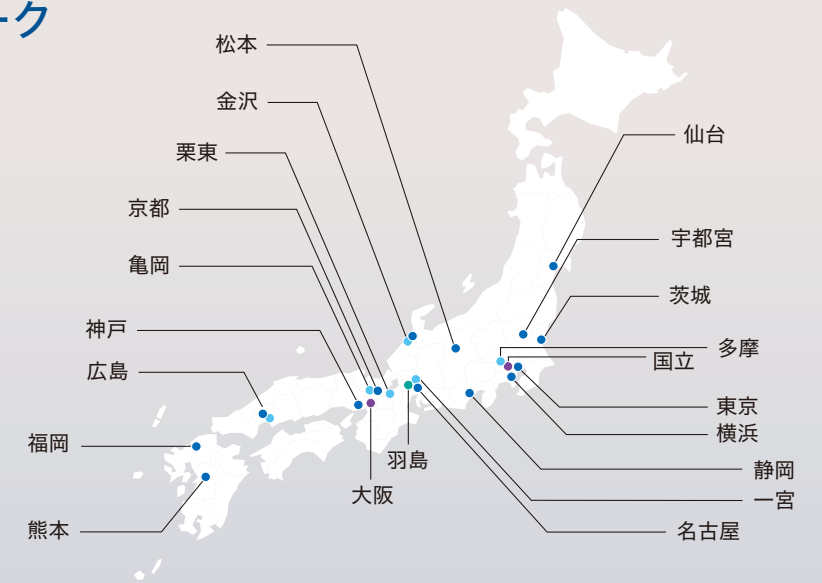 ーク
松本
金沢
栗東
京都
亀岡
神戸
広島
福岡
熊本
羽島
大阪
仙台
宇都宮
茨城
多摩
国立
東京
横浜
静岡
一宮
名古屋